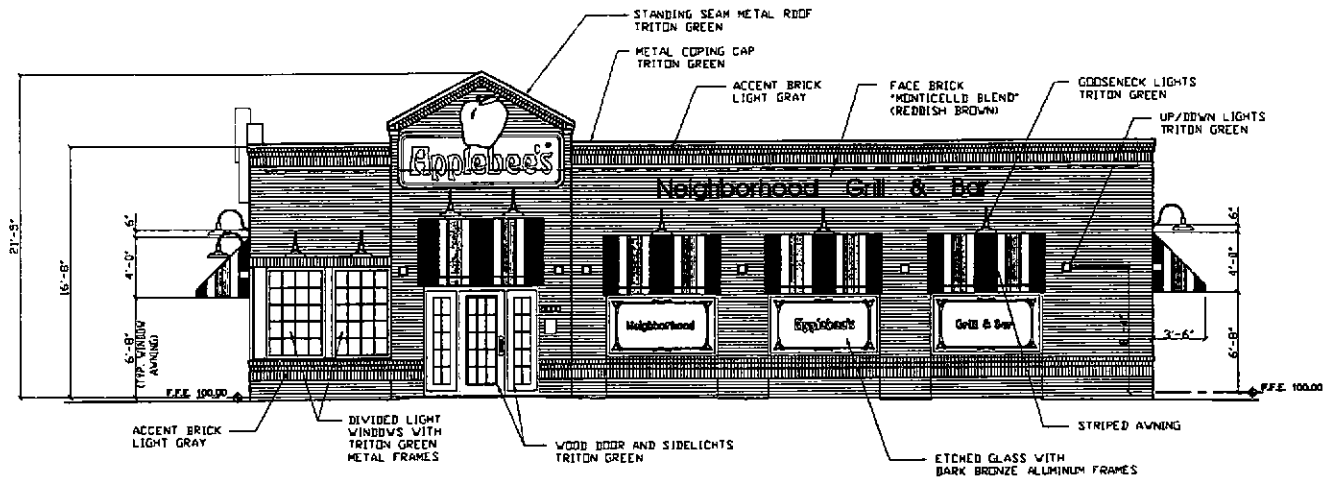 STANDING SEAM METAL ROOF
TRITON GREEN
METAL COPING CAP
TRITON GREEN
ACCENT BRICK
LIGHT GRAY
FACE BRICK
"MONTICELLO BLEND"
(REDDISH BROWN)
GOOSENECK LIGHTS
TRITON GREEN
UP/DOWN LIGHTS
TRITON GREEN
Applebee's
Neighborhood Grill & Bar
21'-9"
16'-8"
6"
4'-0"
6'-8"
(TYP. WINDOW
AWNING)
6"
4'-0"
3'-6"
6'-8"
Neighborhood
Applebee's
Grill & Bar
F.F.E. 100.00
F.F.E. 100.00
ACCENT BRICK
LIGHT GRAY
DIVIDED LIGHT
WINDOWS WITH
TRITON GREEN
METAL FRAMES
WOOD DOOR AND SIDELIGHTS
TRITON GREEN
STRIPED AWNING
ETCHED GLASS WITH
DARK BRONZE ALUMINUM FRAMES